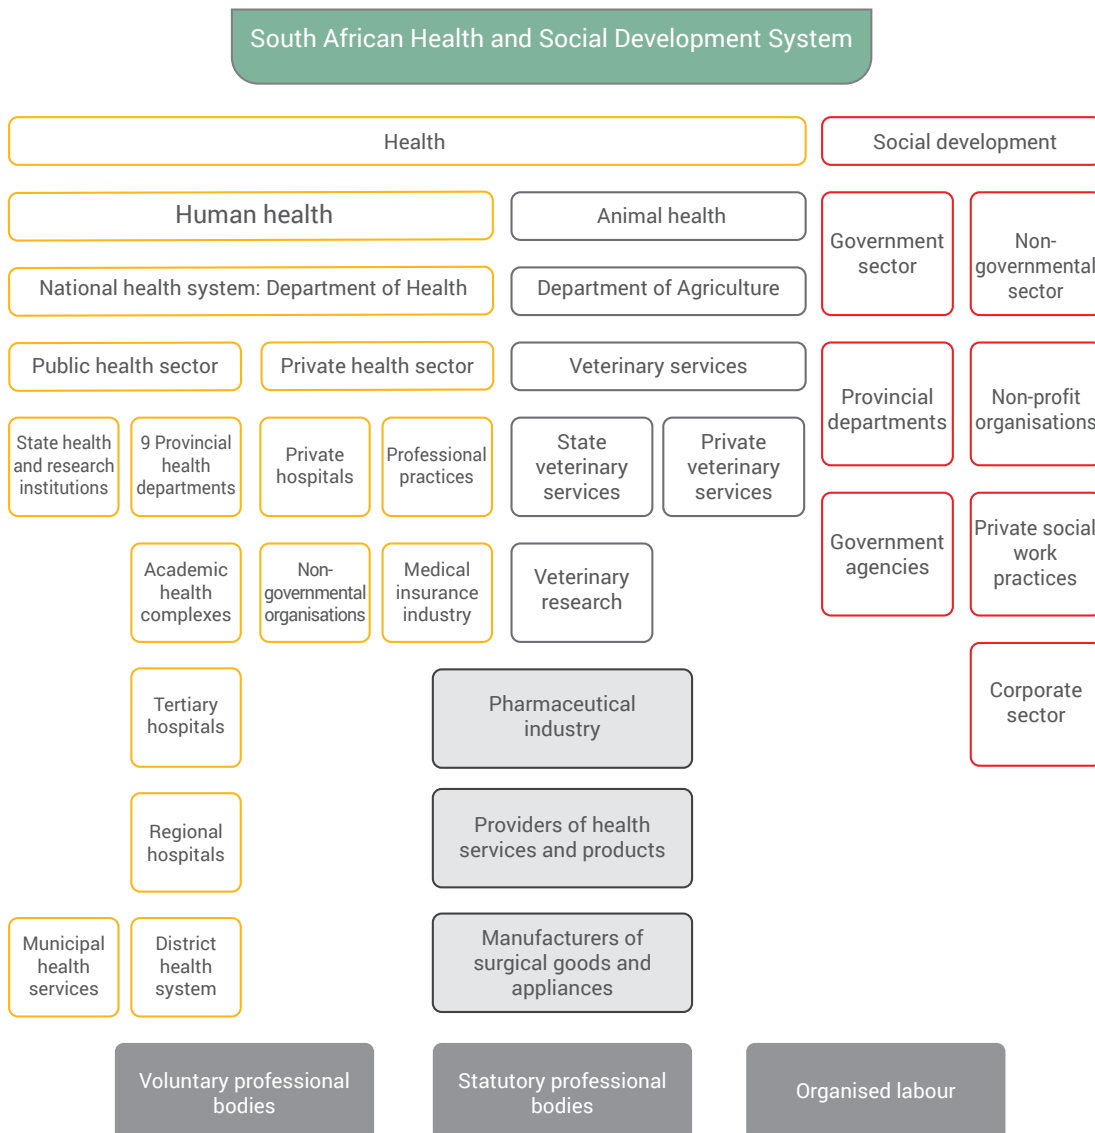 South African Health and Social Development System
Health
Social development
Human health
Animal health
Government
sector
Non-
governmental
sector
National health system: Department of Health
Department of Agriculture
Public health sector
Private health sector
Veterinary services
Provincial
departments
Non-profit
organisations
State health
and research
institutions
9 Provincial
health
departments
Private
hospitals
Professional
practices
State
veterinary
services
Private
veterinary
services
Government
agencies
Private social
work
practices
Academic
health
complexes
Non-
governmental
organisations
Medical
insurance
industry
Veterinary
research
Tertiary
hospitals
Pharmaceutical
industry
Corporate
sector
Regional
hospitals
Providers of health
services and products
Municipal
health
services
District
health
system
Manufacturers of
surgical goods and
appliances
Voluntary professional
bodies
Statutory professional
bodies
Organised labour